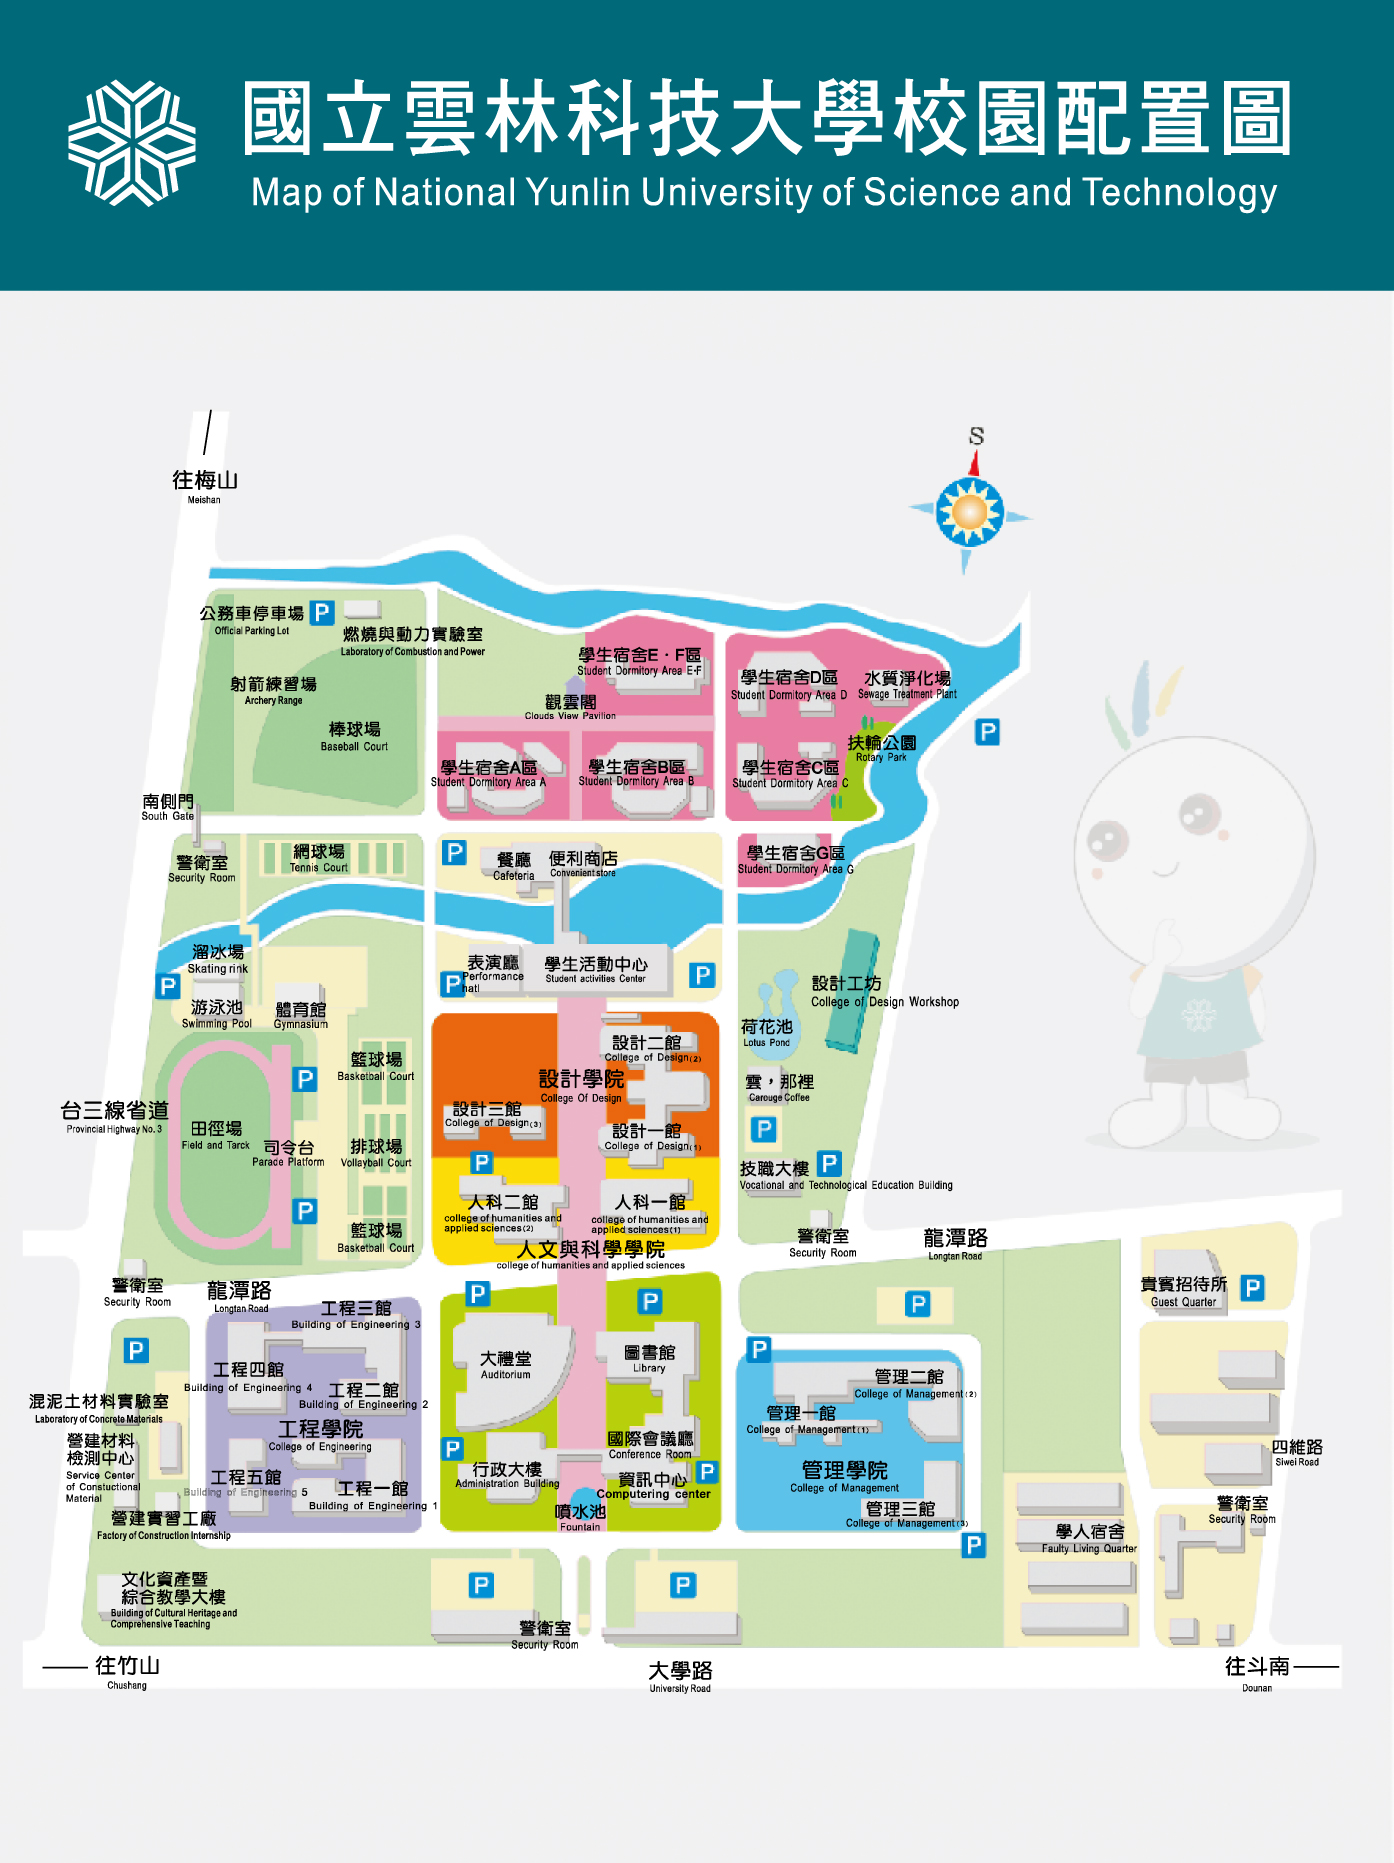 國立雲林科技大學校園配置圖
Map of National Yunlin University of Science and Technology
S
往梅山
Meishan
公務車停車場
Official Parking Lot
P
燃燒與動力實驗室
Laboratory of Combustion and Power
射箭練習場
Archery Range
棒球場
Baseball Court
學生宿舍E．F區
Student Dormitory Area E-F
觀雲閣
Clouds View Pavilion
學生宿舍D區
Student Dormitory Area D
水質淨化場
Sewage Treatment Plant
扶輪公園
Rotary Park
P
學生宿舍A區
Student Dormitory Area A
學生宿舍B區
Student Dormitory Area B
學生宿舍C區
Student Dormitory Area C
南側門
South Gate
警衛室
Security Room
網球場
Tennis Court
P
餐廳
Cafeteria
便利商店
Convenient store
學生宿舍G區
Student Dormitory Area G
溜冰場
Skating rink
P
游泳池
Swimming Pool
體育館
Gymnasium
表演廳
Performance
hatl
P
學生活動中心
Student activities Center
P
設計工坊
College of Design Workshop
荷花池
Lotus Pond
雲，那裡
Carouge Coffee
P
設計二館
College of Design(2)
設計學院
College Of Design
設計三館
College of Design(3)
設計一館
College of Design(1)
籃球場
Basketball Court
P
台三線省道
Provincial Highway No. 3
田徑場
Field and Tarck
司令台
Parade Platform
排球場
Vollayball Court
P
籃球場
Basketball Court
P
人科二館
college of humanities and
applied sciences(2)
人科一館
college of humanities and
applied sciences(1)
人文與科學學院
college of humanities and applied sciences
技職大樓
P
Vocational and Technological Education Building
警衛室
Security Room
龍潭路
Longtan Road
警衛室
Security Room
龍潭路
Longtan Road
P
工程三館
Building of Engineering 3
工程四館
Building of Engineering 4
工程二館
Building of Engineering 2
工程學院
College of Engineering
工程五館
Building of Engineering 5
工程一館
Building of Engineering 1
混泥土材料實驗室
Laboratory of Concrete Materials
營建材料
檢測中心
Service Center
of Constuctional
Material
營建實習工廠
Factory of Construction Internship
P
大禮堂
Auditorium
P
圖書館
Library
P
行政大樓
Administration Building
國際會議廳
Conference Room
資訊中心
P
Computering center
噴水池
Fountain
P
P
管理二館
College of Management(2)
管理一館
College of Management(1)
管理學院
College of Management
管理三館
College of Management(3)
P
貴賓招待所
Guest Quarter
P
四維路
Siwei Road
警衛室
Security Room
學人宿舍
Faulty Living Quarter
文化資產暨
綜合教學大樓
Building of Cultural Heritage and
Comprehensive Teaching
P
P
警衛室
Security Room
往竹山
Chushang
大學路
University Road
往斗南
Dounan